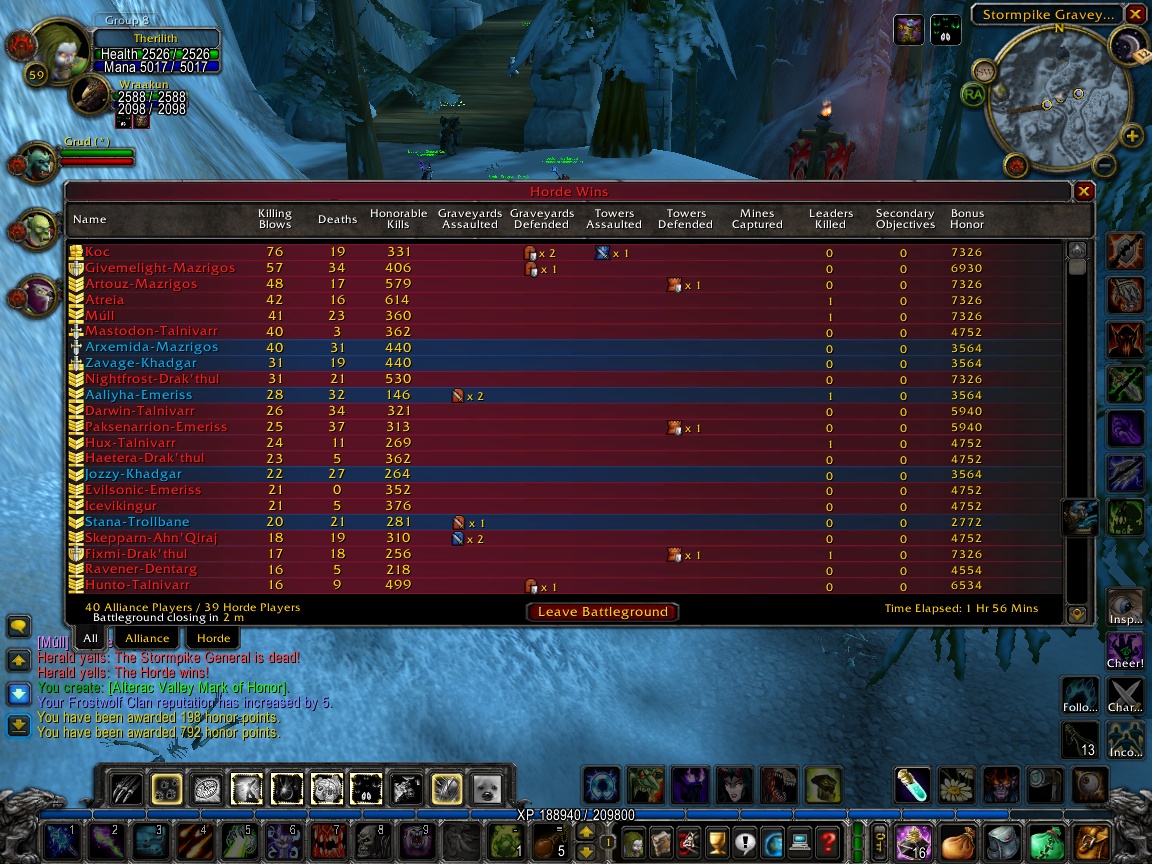 Group 8
Therilith
Health 2526 / 2526
Mana 5017 / 5017
59
Wraakun
2588 / 2588
2098 / 2098
Grud (*)
Stormpike Gravey...
N
SW
RA
Horde Wins
Name Killing Blows Deaths Honorable Kills Graveyards Assaulted Graveyards Defended Towers Assaulted Towers Defended Mines Captured Leaders Killed Secondary Objectives Bonus Honor
Koc 76 19 331 x 2 x 1 0 0 7326
Givemelight-Mazrigos 57 34 406 x 1 0 0 6930
Artouz-Mazrigos 48 17 579 x 1 0 0 7326
Atreia 42 16 614 1 0 7326
Múll 41 23 360 1 0 7326
Mastodon-Talnivarr 40 3 362 0 0 4752
Arxemida-Mazrigos 40 31 440 0 0 3564
Zavage-Khadgar 31 19 440 0 0 3564
Nightfrost-Drak'thul 31 21 530 0 0 7326
Aaliyha-Emeriss 28 32 146 x 2 1 0 3564
Darwin-Talnivarr 26 34 321 0 0 5940
Paksenarrion-Emeriss 25 37 313 x 1 0 0 5940
Hux-Talnivarr 24 11 269 1 0 4752
Haetera-Drak'thul 23 5 362 0 0 4752
Jozzy-Khadgar 22 27 264 0 0 3564
Evilsonic-Emeriss 21 0 352 0 0 4752
Icevikingur 21 5 376 0 0 4752
Stana-Trollbane 20 21 281 x 1 0 0 2772
Skepparn-Ahn'Qiraj 18 19 310 x 2 0 0 4752
Fixmi-Drak'thul 17 18 256 x 1 1 0 7326
Ravener-Dentarg 16 5 218 0 0 4554
Hunto-Talnivarr 16 9 499 x 1 0 0 6534
40 Alliance Players / 39 Horde Players
Battleground closing in 2 m
Leave Battleground
Time Elapsed: 1 Hr 56 Mins
All Alliance Horde
[Múll]
Herald yells: The Stormpike General is dead!
Herald yells: The Horde wins!
You create: [Alterac Valley Mark of Honor].
Your Frostwolf Clan reputation has increased by 5.
You have been awarded 198 honor points.
You have been awarded 792 honor points.
Insp...
Cheer!
Follo... Char...
13 Inco...
XP 188940 / 209800
1 2 3 4 5 6 7 8 9 - =
1 5 1 16